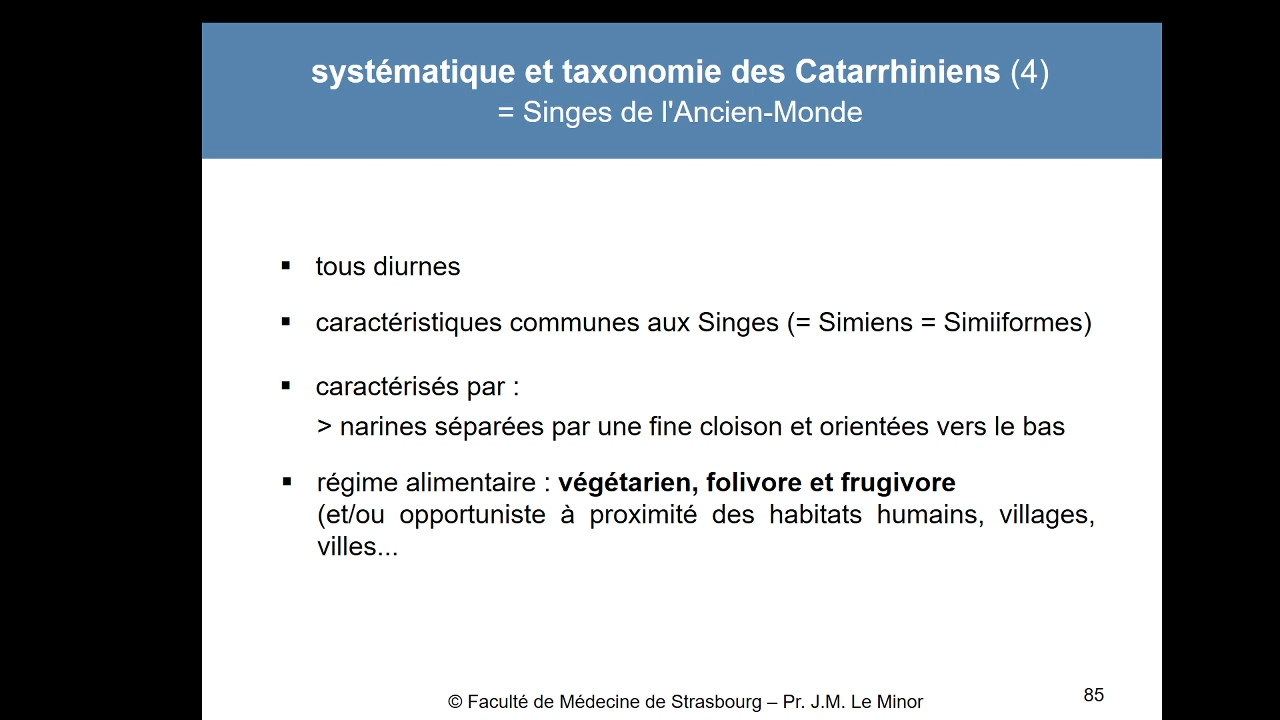 systématique et taxonomie des Catarrhiniens (4)
= Singes de l'Ancien-Monde
▪ tous diurnes
▪ caractéristiques communes aux Singes (= Simiens = Simiiformes)
▪ caractérisés par :
> narines séparées par une fine cloison et orientées vers le bas
▪ régime alimentaire : végétarien, folivore et frugivore
(et/ou opportuniste à proximité des habitats humains, villages,
villes...
© Faculté de Médecine de Strasbourg – Pr. J.M. Le Minor
85